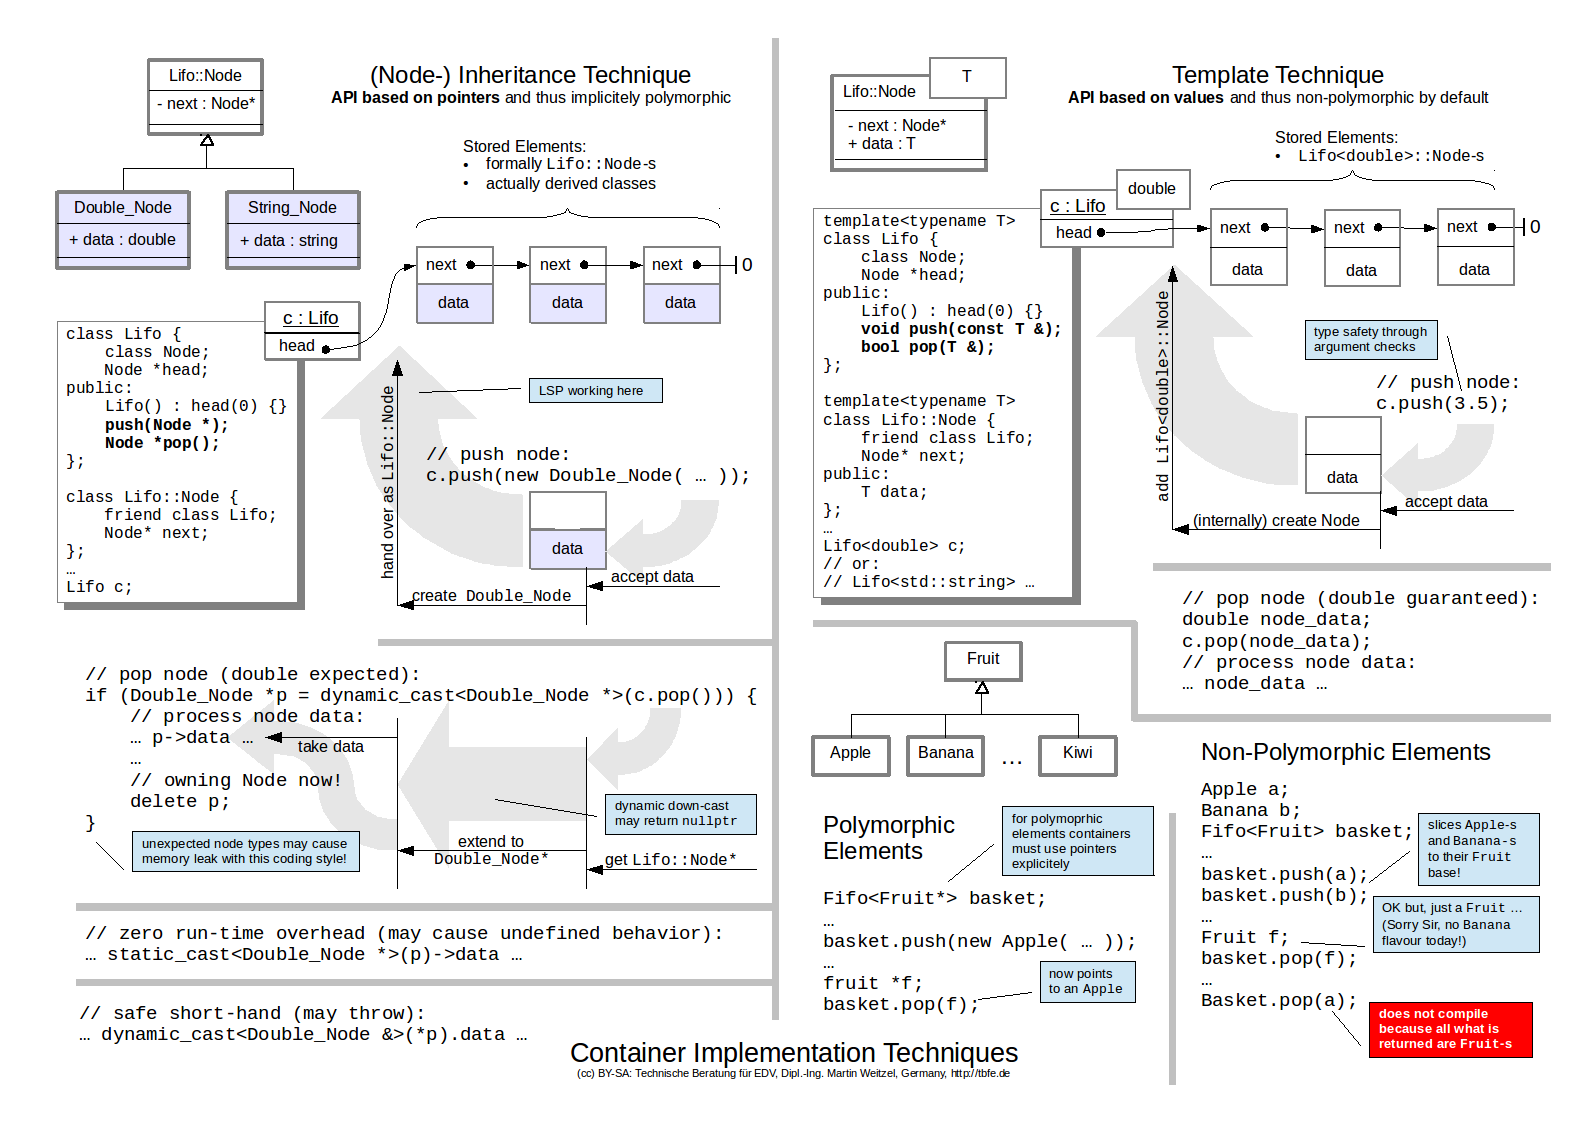 Lifo::Node
- next : Node*
Double_Node
+ data : double
String_Node
+ data : string
(Node-) Inheritance Technique
API based on pointers and thus implicitely polymorphic
Stored Elements:
• formally Lifo::Node-s
• actually derived classes
next
next
next
0
data
data
data
c : Lifo
head
class Lifo {
class Node;
Node *head;
public:
Lifo() : head(0) {}
push(Node *);
Node *pop();
};
class Lifo::Node {
friend class Lifo;
Node* next;
};
…
Lifo c;
hand over as Lifo::Node
LSP working here
// push node:
c.push(new Double_Node( … ));
data
accept data
create Double_Node
// pop node (double expected):
if (Double_Node *p = dynamic_cast<Double_Node *>(c.pop())) {
// process node data:
… p->data …
…
// owning Node now!
delete p;
}
take data
dynamic down-cast
may return nullptr
unexpected node types may cause
memory leak with this coding style!
extend to
Double_Node*
get Lifo::Node*
// zero run-time overhead (may cause undefined behavior):
… static_cast<Double_Node *>(p)->data …
// safe short-hand (may throw):
… dynamic_cast<Double_Node &>(*p).data …
T
Lifo::Node
- next : Node*
+ data : T
Template Technique
API based on values and thus non-polymorphic by default
Stored Elements:
• Lifo<double>::Node-s
double
c : Lifo
head
next
next
next
0
data
data
data
template<typename T>
class Lifo {
class Node;
Node *head;
public:
Lifo() : head(0) {}
void push(const T &);
bool pop(T &);
};
template<typename T>
class Lifo::Node {
friend class Lifo;
Node* next;
public:
T data;
};
…
Lifo<double> c;
// or:
// Lifo<std::string> …
add Lifo<double>::Node
type safety through
argument checks
// push node:
c.push(3.5);
data
accept data
(internally) create Node
// pop node (double guaranteed):
double node_data;
c.pop(node_data);
// process node data:
… node_data …
Fruit
Apple
Banana
…
Kiwi
Polymorphic
Elements
for polymoprhic
elements containers
must use pointers
explicitely
Fifo<Fruit*> basket;
…
basket.push(new Apple( … ));
…
fruit *f;
basket.pop(f);
now points
to an Apple
Non-Polymorphic Elements
Apple a;
Banana b;
Fifo<Fruit> basket;
…
basket.push(a);
basket.push(b);
…
Fruit f;
basket.pop(f);
…
Basket.pop(a);
slices Apple-s
and Banana-s
to their Fruit
base!
OK but, just a Fruit …
(Sorry Sir, no Banana
flavour today!)
does not compile
because all what is
returned are Fruit-s
Container Implementation Techniques
(cc) BY-SA: Technische Beratung für EDV, Dipl.-Ing. Martin Weitzel, Germany, http://tbfe.de